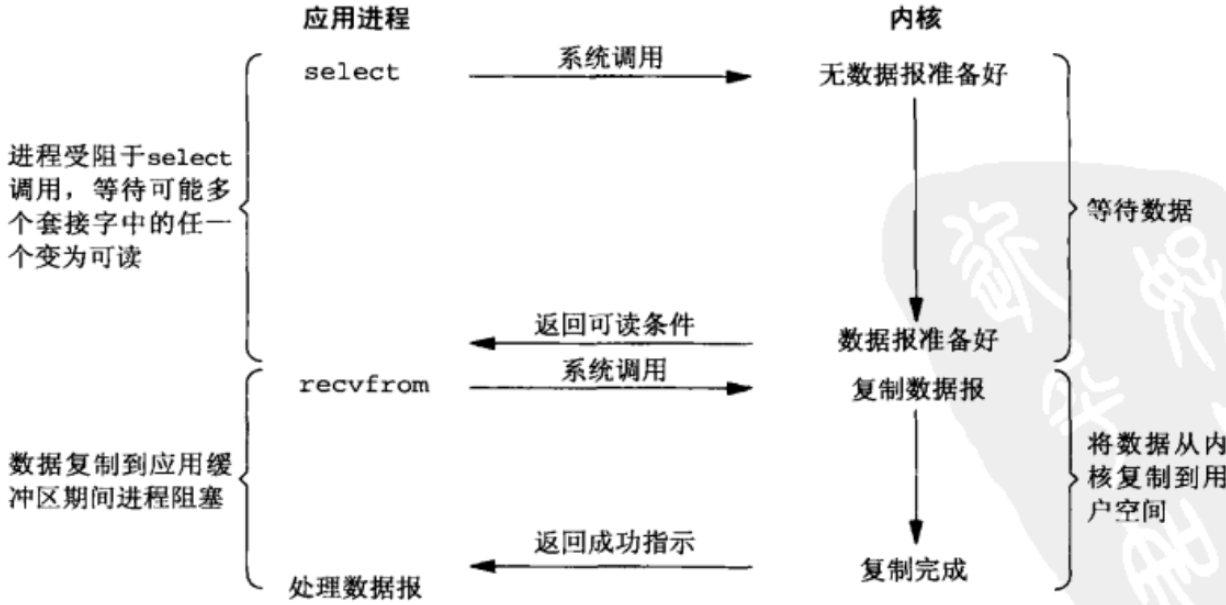 应用进程
内核
select
系统调用
无数据报准备好
进程受阻于select
调用，等待可能多
个套接字中的任一
个变为可读
等待数据
返回可读条件
数据报准备好
recvfrom
系统调用
复制数据报
数据复制到应用缓
冲区期间进程阻塞
将数据从内
核复制到用
户空间
返回成功指示
复制完成
处理数据报